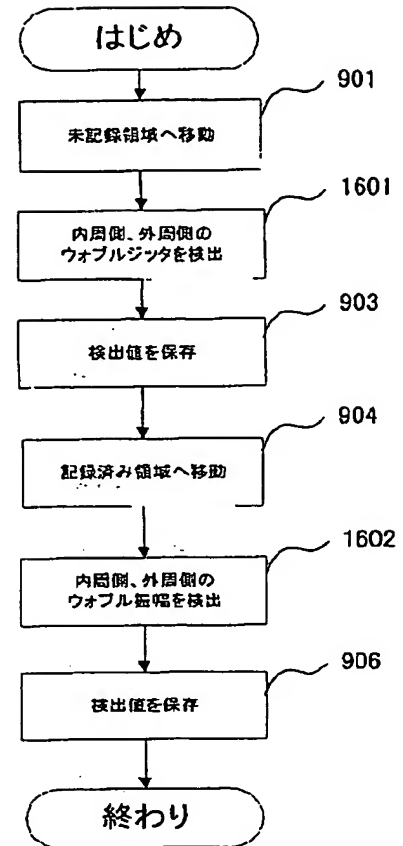 はじめ
901
未記録領域へ移動
1601
内周側、外周側の
ウォブルジッタを検出
903
検出値を保存
904
記録済み領域へ移動
1602
内周側、外周側の
ウォブル振幅を検出
906
検出値を保存
終わり